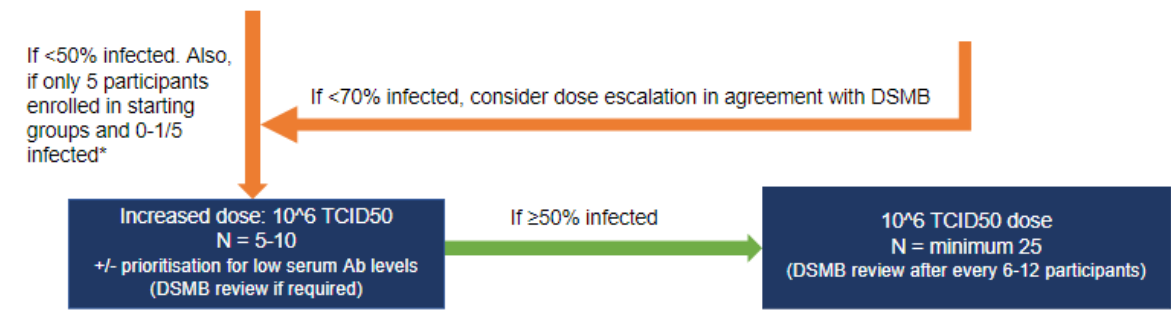 If <50% infected. Also,
if only 5 participants
enrolled in starting
groups and 0-1/5
infected*
If <70% infected, consider dose escalation in agreement with DSMB
Increased dose: 10^6 TCID50
N = 5-10
+/- prioritisation for low serum Ab levels
(DSMB review if required)
If ≥50% infected
10^6 TCID50 dose
N = minimum 25
(DSMB review after every 6-12 participants)